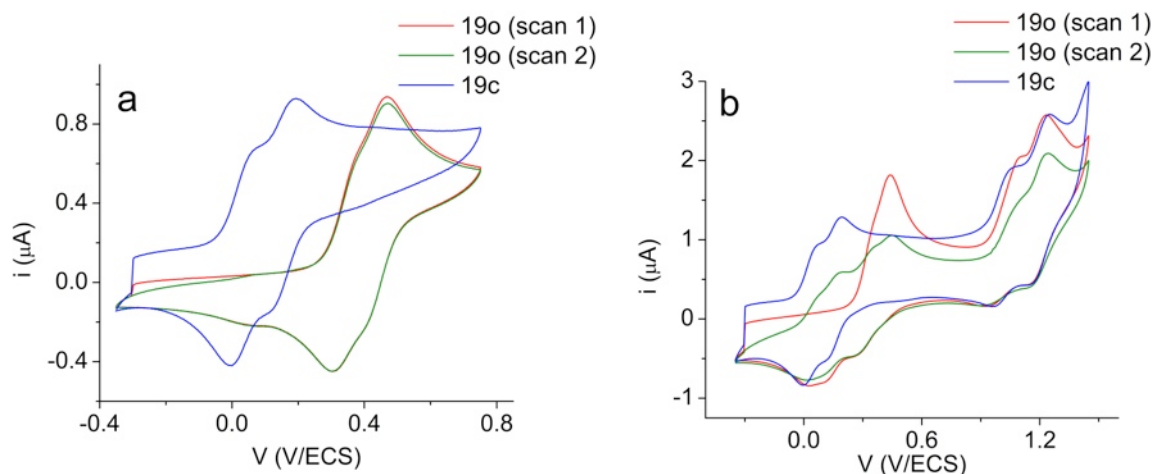 19o (scan 1)
19o (scan 2)
19c
a
0.8
0.4
0.0
-0.4
-0.4
0.0
0.4
0.8
i (µA)
V (V/ECS)
19o (scan 1)
19o (scan 2)
19c
b
3
2
1
0
-1
0.0
0.6
1.2
i (µA)
V (V/ECS)